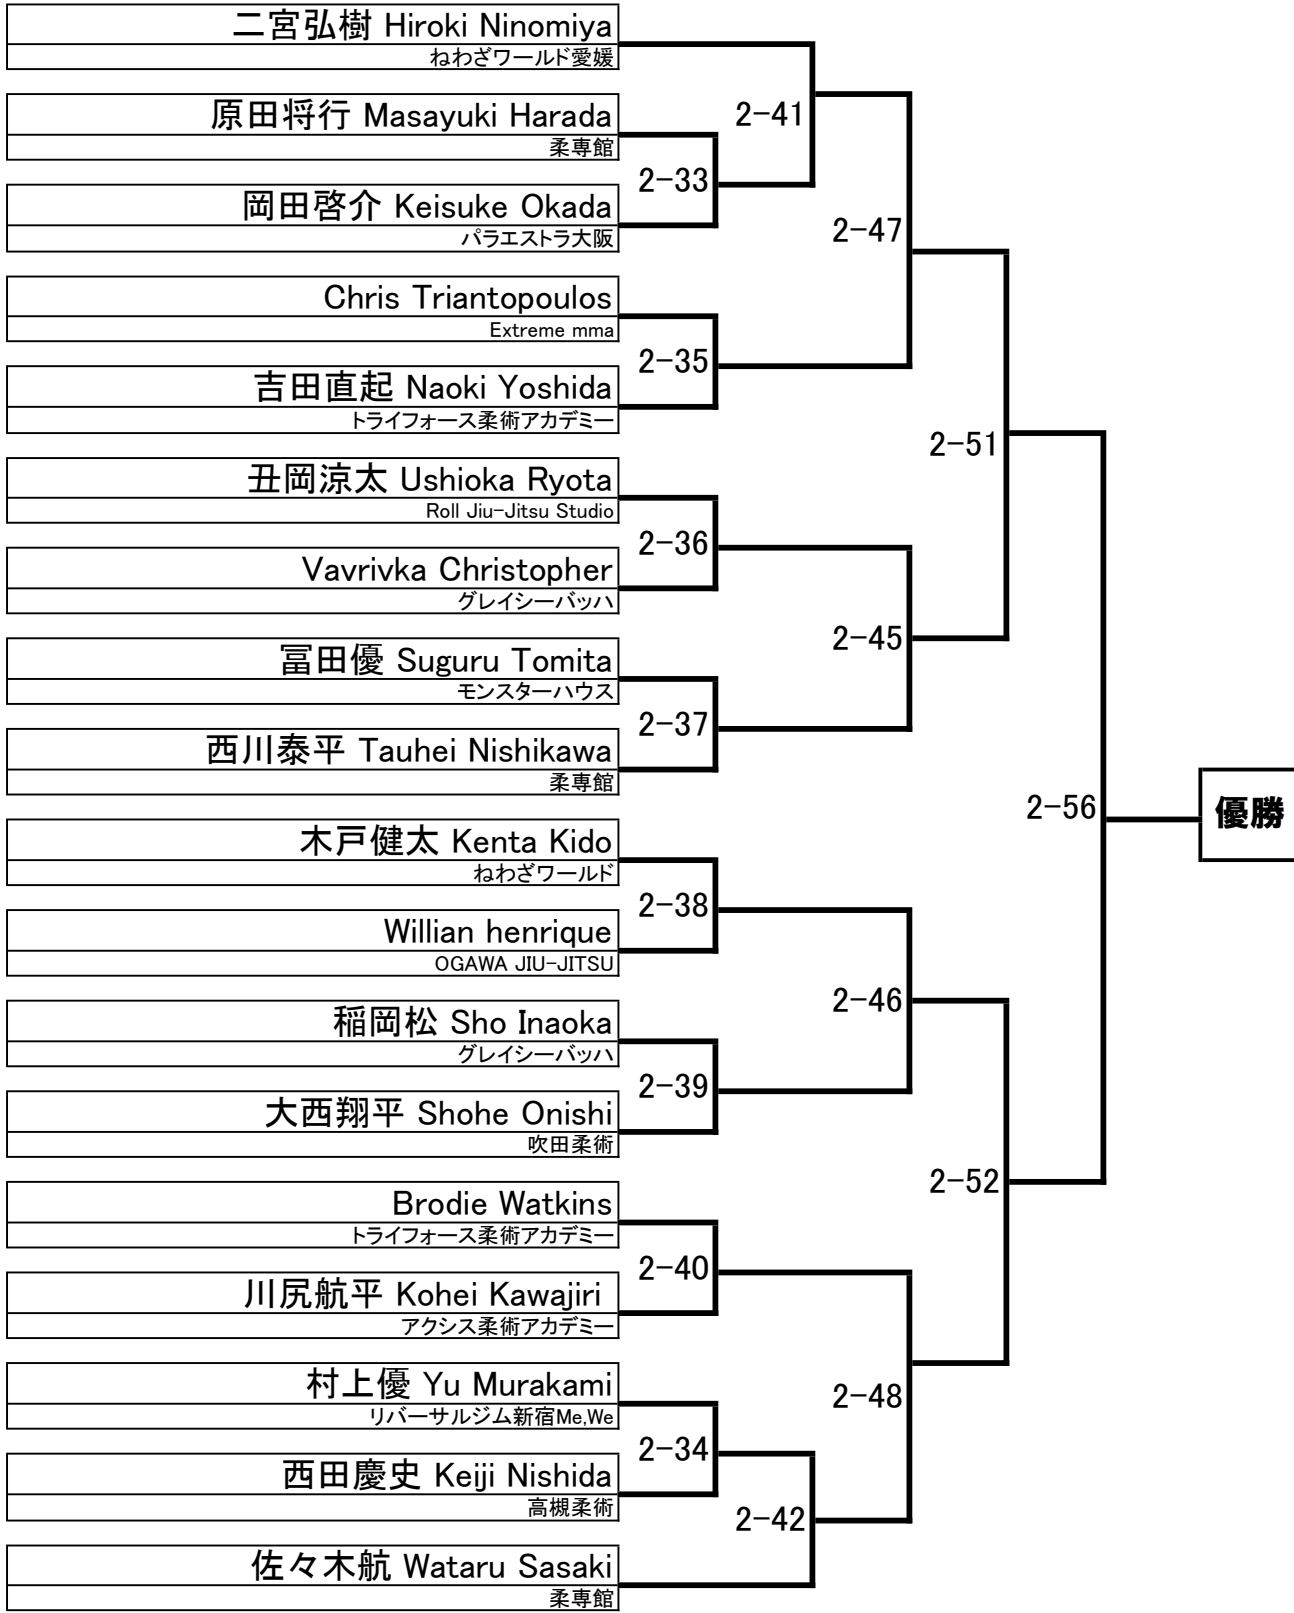 二宮弘樹 Hiroki Ninomiya
ねわざワールド愛媛
2-41
原田将行 Masayuki Harada
柔専館
2-33
岡田啓介 Keisuke Okada
パラエストラ大阪
2-47
Chris Triantopoulos
Extreme mma
2-35
吉田直起 Naoki Yoshida
トライフォース柔術アカデミー
2-51
丑岡涼太 Ushioka Ryota
Roll Jiu-Jitsu Studio
2-36
Vavrivka Christopher
グレイシーバッハ
2-45
冨田優 Suguru Tomita
モンスターハウス
2-37
西川泰平 Tauhei Nishikawa
柔専館
2-56
優勝
木戸健太 Kenta Kido
ねわざワールド
2-38
Willian henrique
OGAWA JIU-JITSU
2-46
稲岡松 Sho Inaoka
グレイシーバッハ
2-39
大西翔平 Shohe Onishi
吹田柔術
2-52
Brodie Watkins
トライフォース柔術アカデミー
2-40
川尻航平 Kohei Kawajiri
アクシス柔術アカデミー
2-48
村上優 Yu Murakami
リバーサルジム新宿Me,We
2-34
西田慶史 Keiji Nishida
高槻柔術
2-42
佐々木航 Wataru Sasaki
柔専館